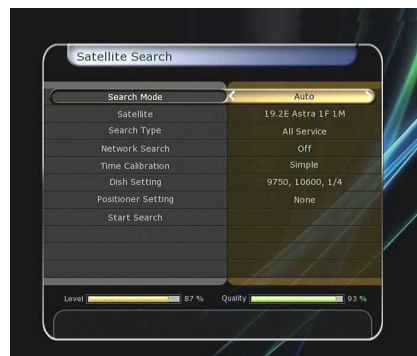 Satellite Search
Search Mode Auto
Satellite 19.2E Astra 1F 1M
Search Type All Service
Network Search Off
Time Calibration Simple
Dish Setting 9750, 10600, 1/4
Positioner Setting None
Start Search
Level 87 % Quality 93 %